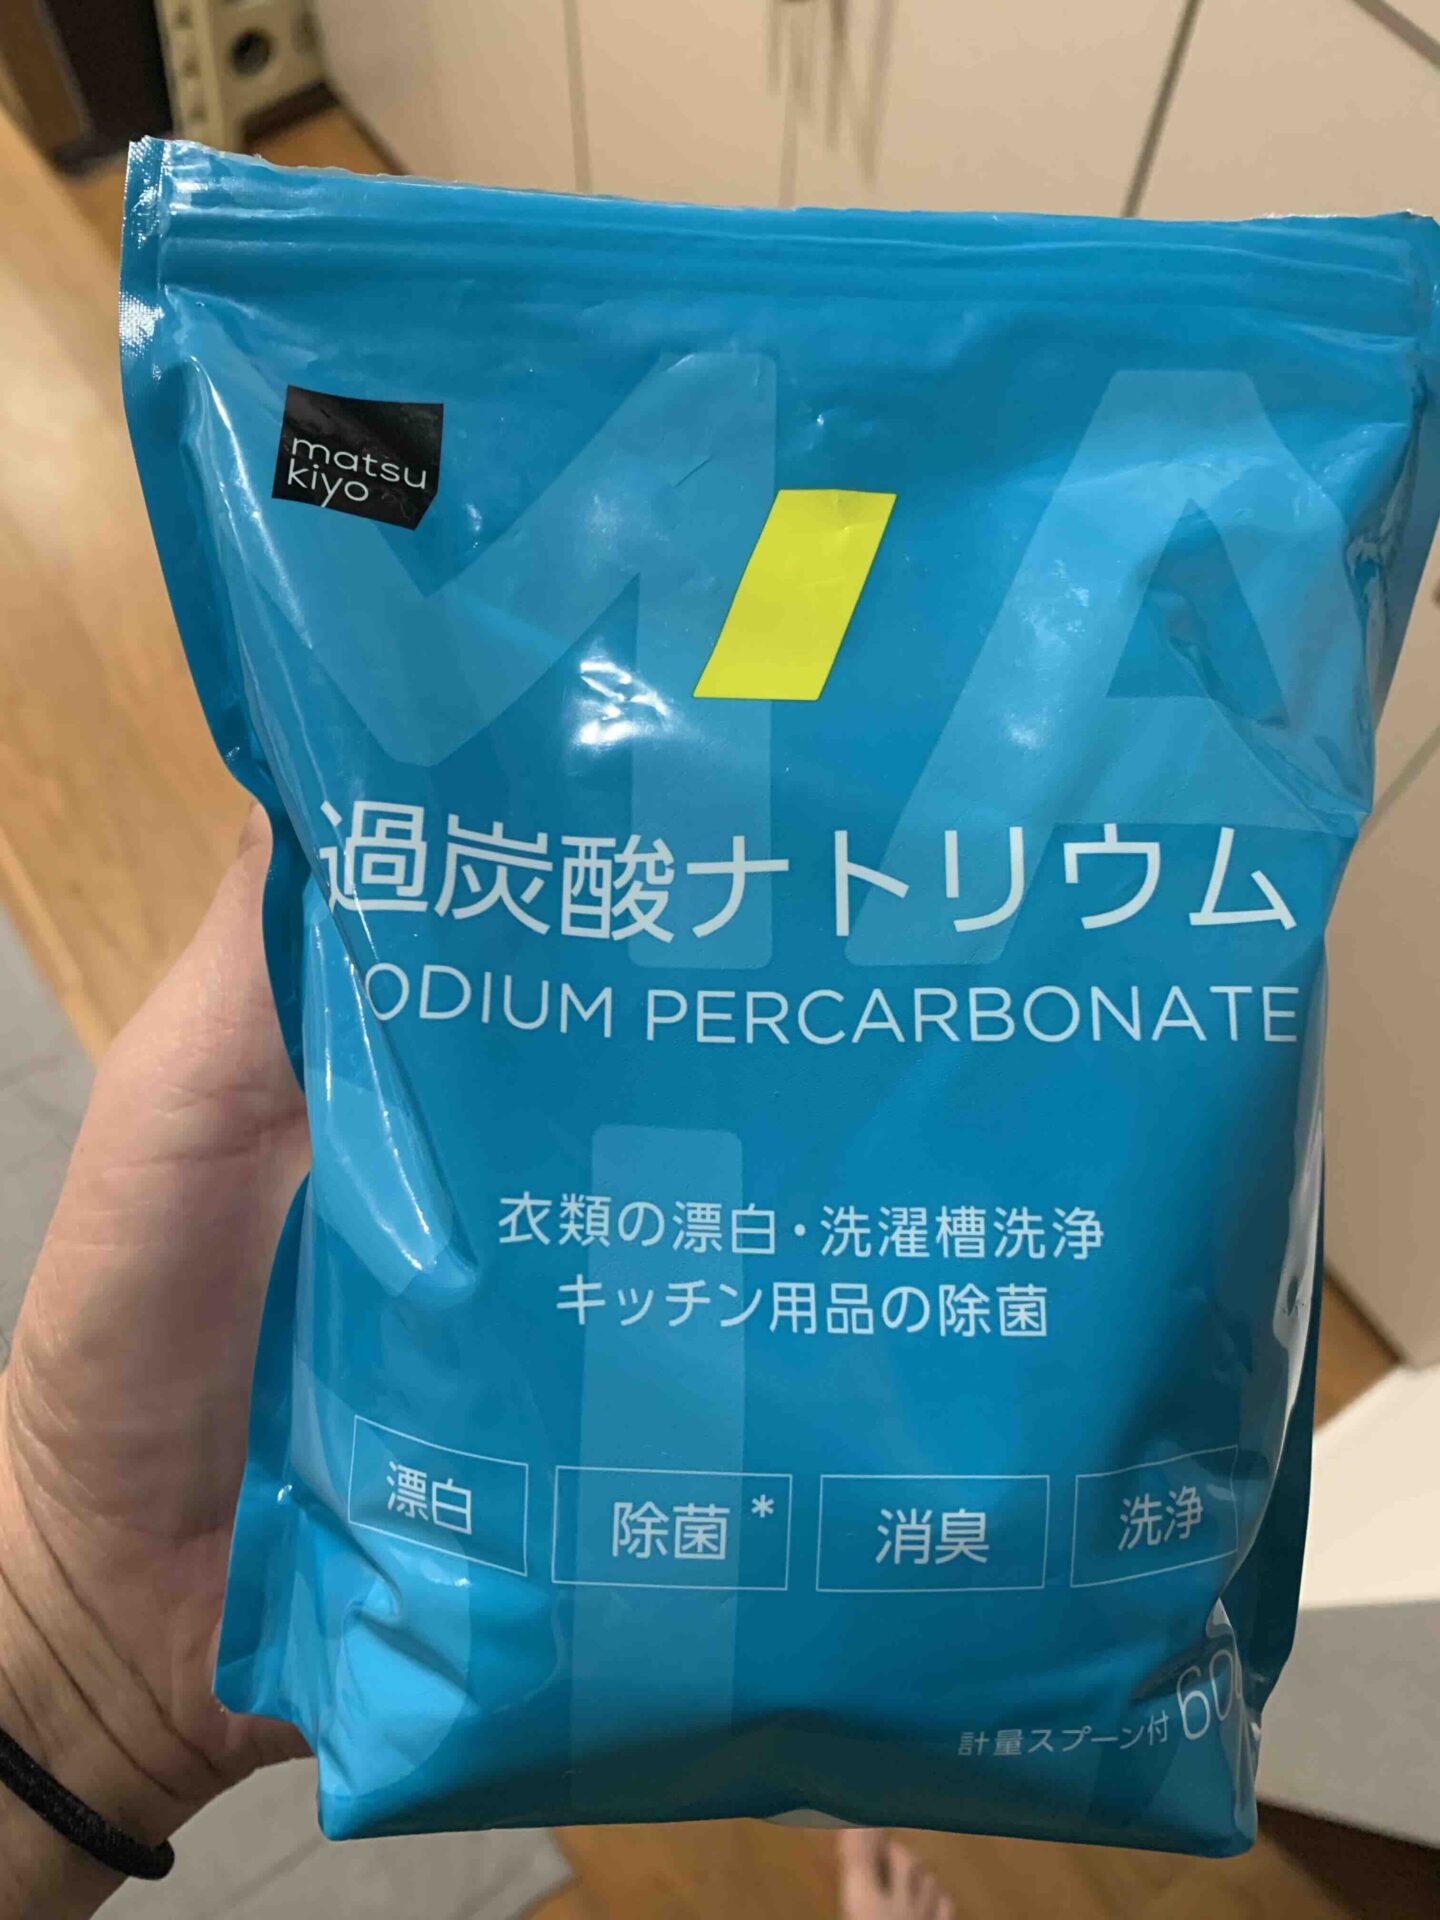 matsu
kiyo
過炭酸ナトリウム
SODIUM PERCARBONATE
衣類の漂白・洗濯槽洗浄
キッチン用品の除菌
漂白
除菌*
消臭
洗浄
計量スプーン付